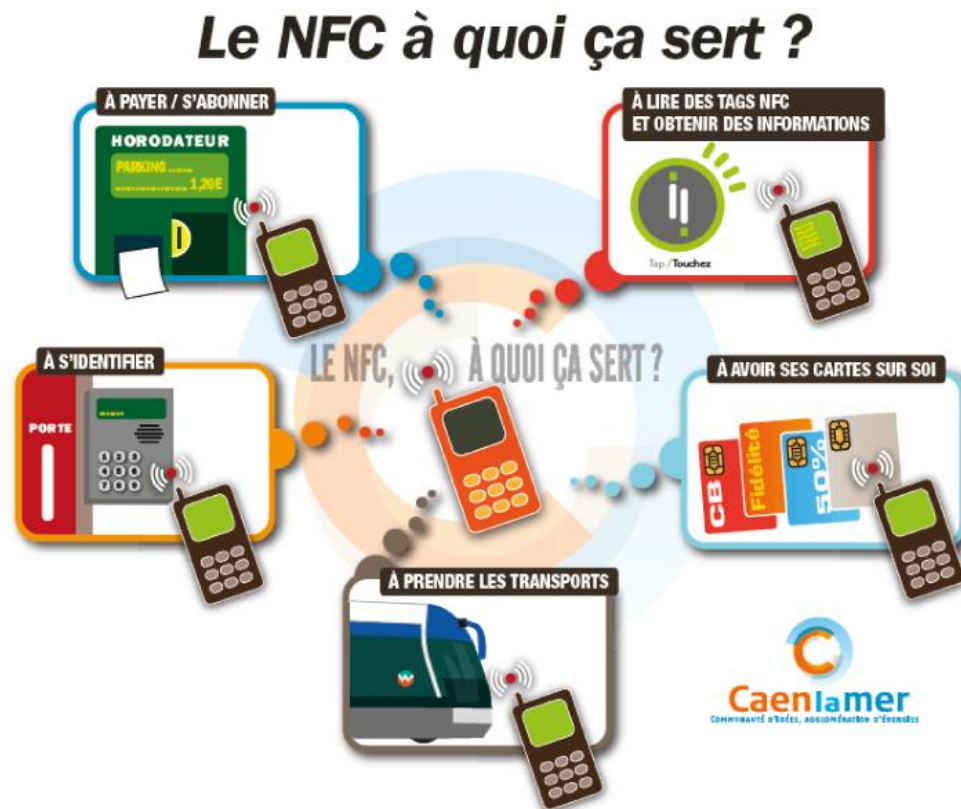 Le NFC à quoi ça sert ?
À PAYER / S'ABONNER
HORODATEUR
PARKING
1,20€
À LIRE DES TAGS NFC
ET OBTENIR DES INFORMATIONS
Tap / Touchez
LE NFC, À QUOI ÇA SERT ?
À S'IDENTIFIER
PORTE
À AVOIR SES CARTES SUR SOI
CB
Fidélité
50%
À PRENDRE LES TRANSPORTS
Caenlamer
COMMUNAUTÉ D'IDÉES, AGGLOMÉRATION D'ÉNERGIES